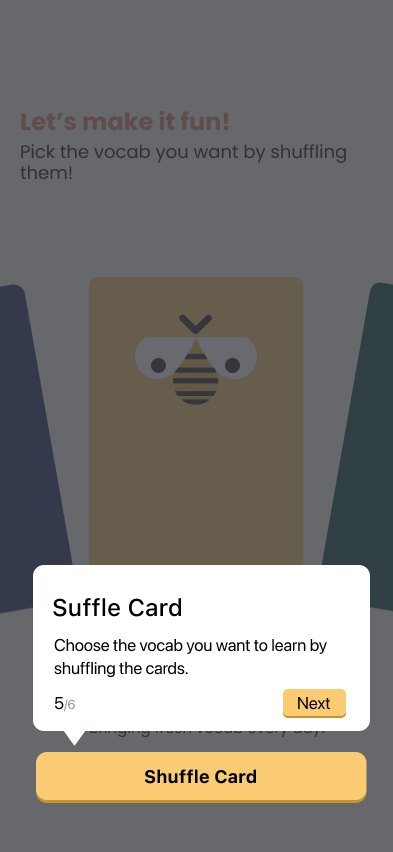 Let's make it fun!
Pick the vocab you want by shuffling
them!
Suffle Card
Choose the vocab you want to learn by
shuffling the cards.
5/6
Next
Bringing fresh vocab every day!
Shuffle Card